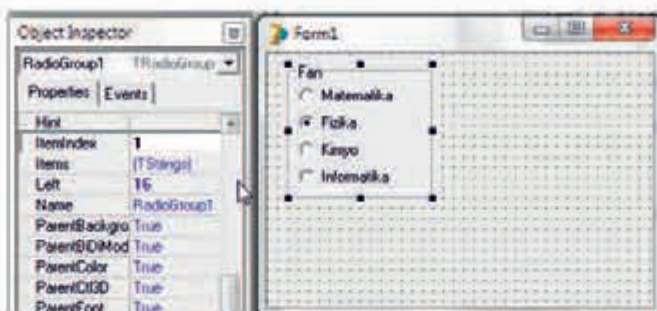 Object Inspector
RadioGroup1 TRadioGroup
Properties Events
Hint
ItemIndex 1
Items (TStrings)
Left 16
Name RadioGroup1
ParentBackgro True
ParentBiDiMod True
ParentColor True
ParentCtl3D True
ParentFont True
Form1
Fan
Matematika
Fizika
Kimyo
Informatika